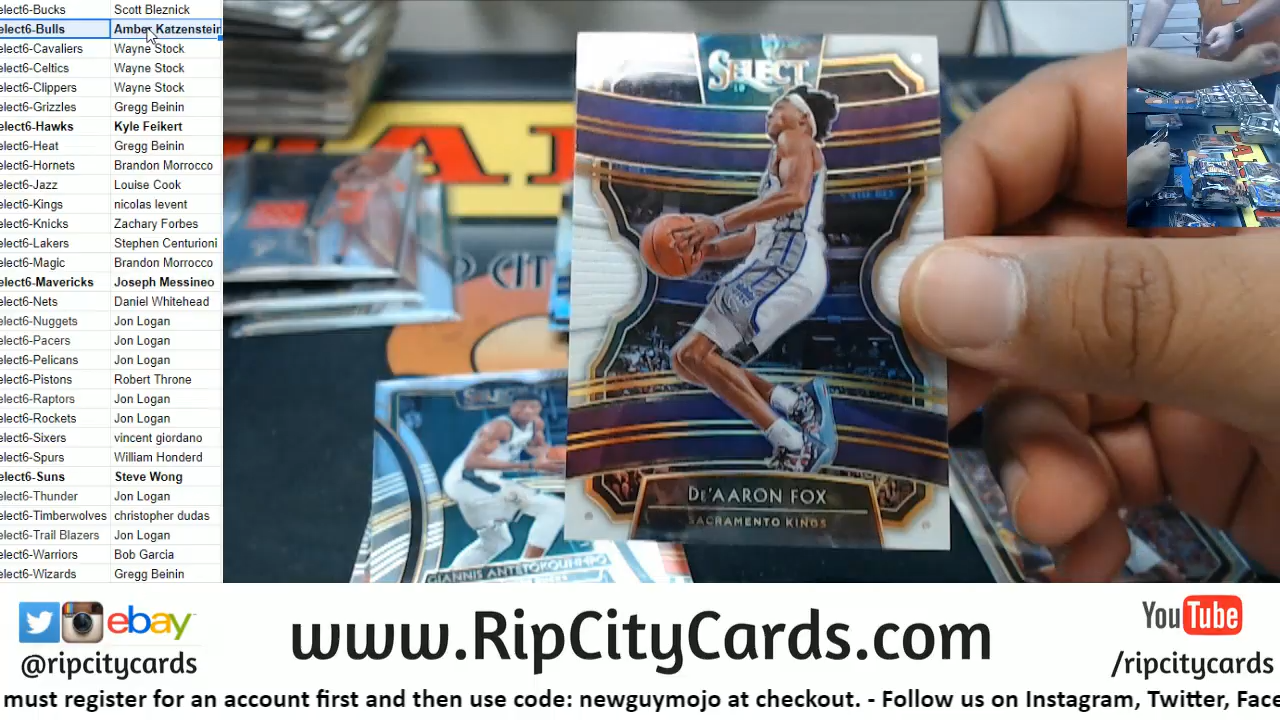 elect6-Bucks Scott Bleznick
elect6-Bulls Amber Katzenstein
elect6-Cavaliers Wayne Stock
elect6-Celtics Wayne Stock
elect6-Clippers Wayne Stock
elect6-Grizzles Gregg Beinin
elect6-Hawks Kyle Feikert
elect6-Heat Gregg Beinin
elect6-Hornets Brandon Morrocco
elect6-Jazz Louise Cook
elect6-Kings nicolas levent
elect6-Knicks Zachary Forbes
elect6-Lakers Stephen Centurioni
elect6-Magic Brandon Morrocco
elect6-Mavericks Joseph Messineo
elect6-Nets Daniel Whitehead
elect6-Nuggets Jon Logan
elect6-Pacers Jon Logan
elect6-Pelicans Jon Logan
elect6-Pistons Robert Throne
elect6-Raptors Jon Logan
elect6-Rockets Jon Logan
elect6-Sixers vincent giordano
elect6-Spurs William Honderd
elect6-Suns Steve Wong
elect6-Thunder Jon Logan
elect6-Timberwolves christopher dudas
elect6-Trail Blazers Jon Logan
elect6-Warriors Bob Garcia
elect6-Wizards Gregg Beinin
SELECT
DE'AARON FOX
SACRAMENTO KINGS
P CIT
GIANNIS ANTETOKOUNMPO
ebay
@ripcitycards
www.RipCityCards.com
YouTube
/ripcitycards
must register for an account first and then use code: newguymojo at checkout. - Follow us on Instagram, Twitter, Face